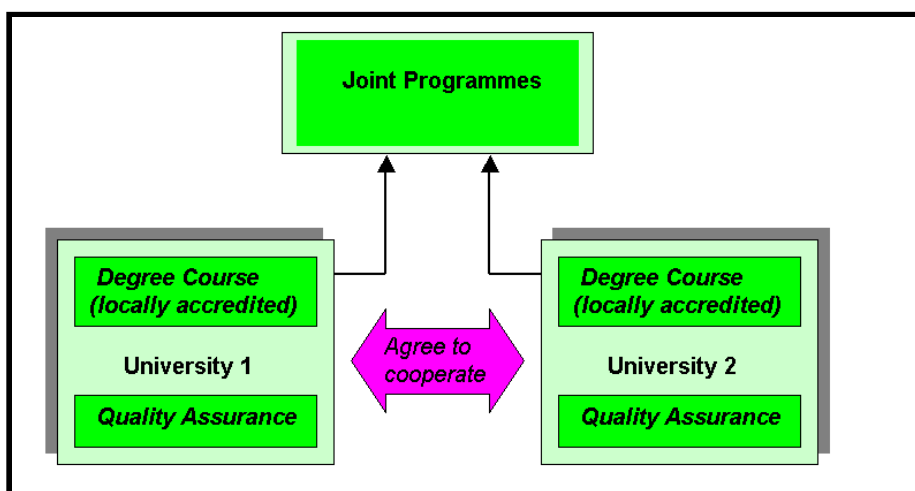 Joint Programmes
Degree Course
(locally accredited)
University 1
Quality Assurance
Agree to
cooperate
Degree Course
(locally accredited)
University 2
Quality Assurance